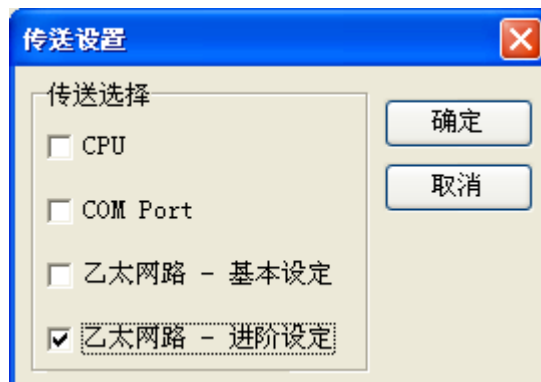 传送设置
传送选择
确定
CPU
取消
COM Port
乙太网路 - 基本设定
乙太网路 - 进阶设定